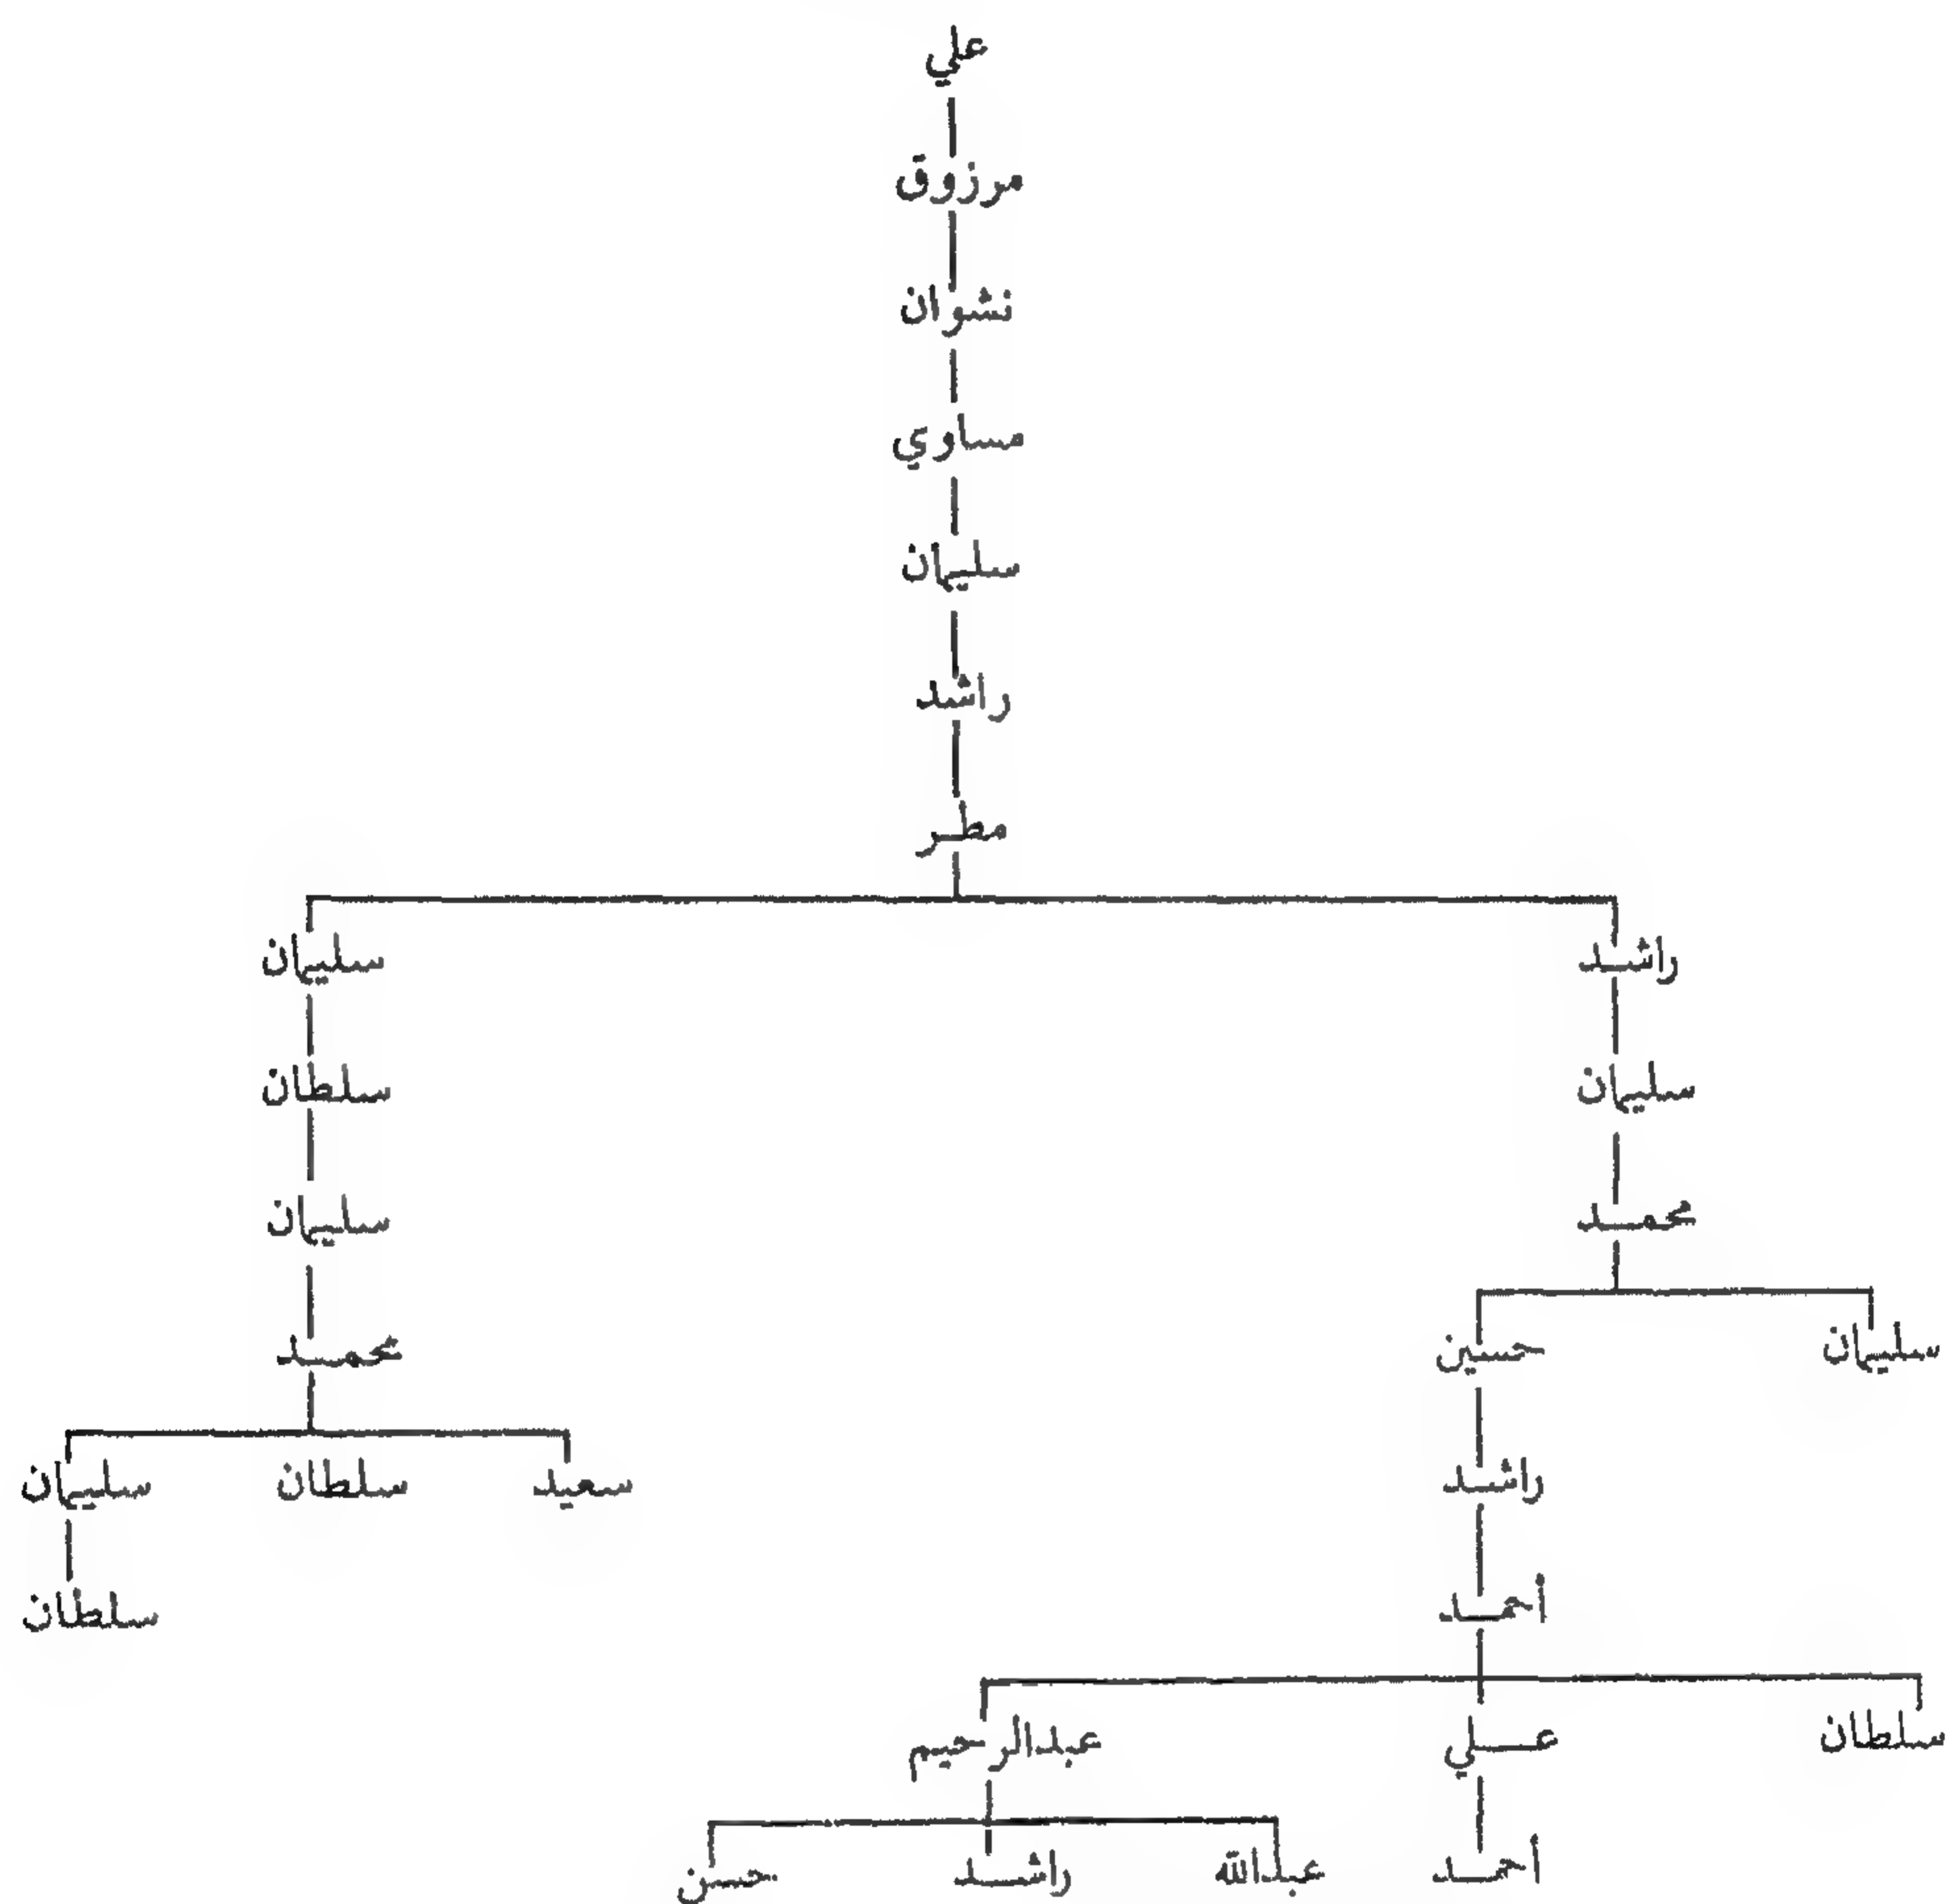 علي
مرزوق
نشوان
مساوي
سليمان
راشد
مطر
راشد
سليمان
سليمان
سلطان
محمد
سليمان
سليمان
حسين
محمد
راشد
سعيد
سلطان
سليمان
أحمد
سلطان
سلطان
علي
عبدالرحيم
أحمد
عبدالله
راشد
حسن